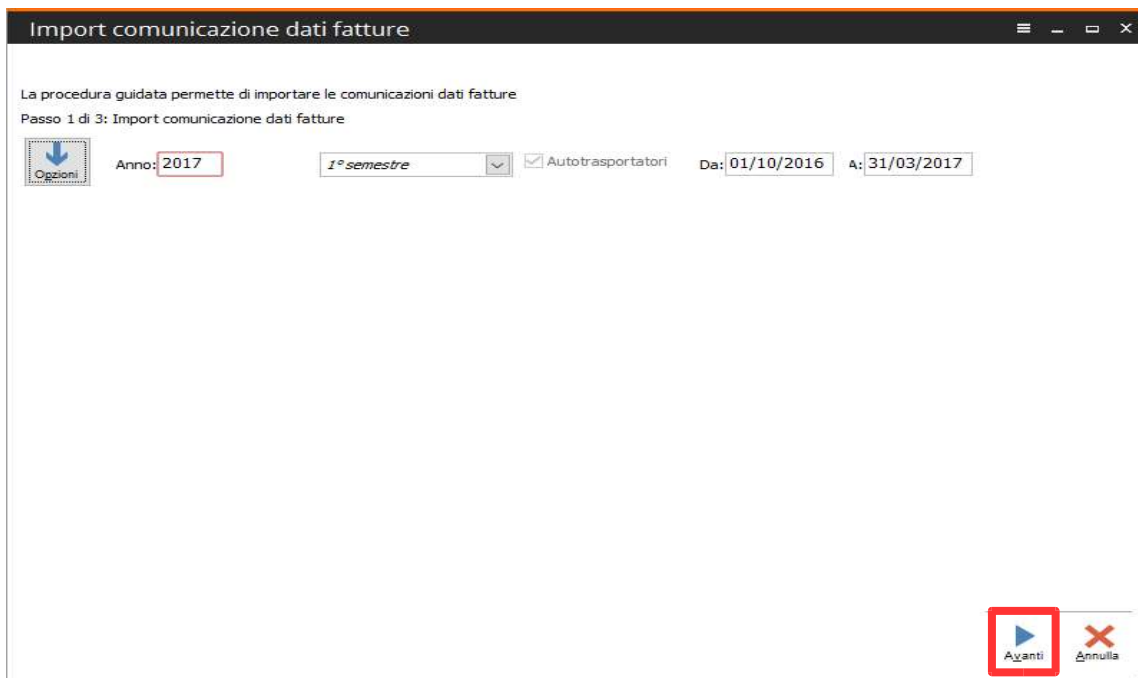 Import comunicazione dati fatture
La procedura guidata permette di importare le comunicazioni dati fatture
Passo 1 di 3: Import comunicazione dati fatture
Opzioni Anno: 2017 1° semestre Autotrasportatori Da: 01/10/2016 A: 31/03/2017
Avanti Annulla